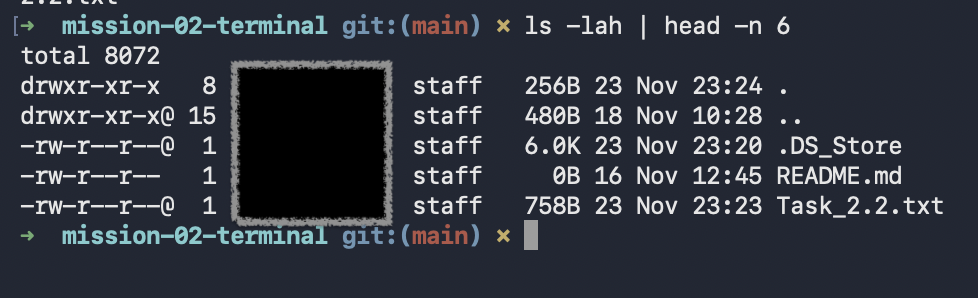 ➜ mission-02-terminal git:(main) ✗ ls -lah | head -n 6
total 8072
drwxr-xr-x 8 staff 256B 23 Nov 23:24 .
drwxr-xr-x@ 15 staff 480B 18 Nov 10:28 ..
-rw-r--r--@ 1 staff 6.0K 23 Nov 23:20 .DS_Store
-rw-r--r-- 1 staff 0B 16 Nov 12:45 README.md
-rw-r--r--@ 1 staff 758B 23 Nov 23:23 Task_2.2.txt
➜ mission-02-terminal git:(main) ✗